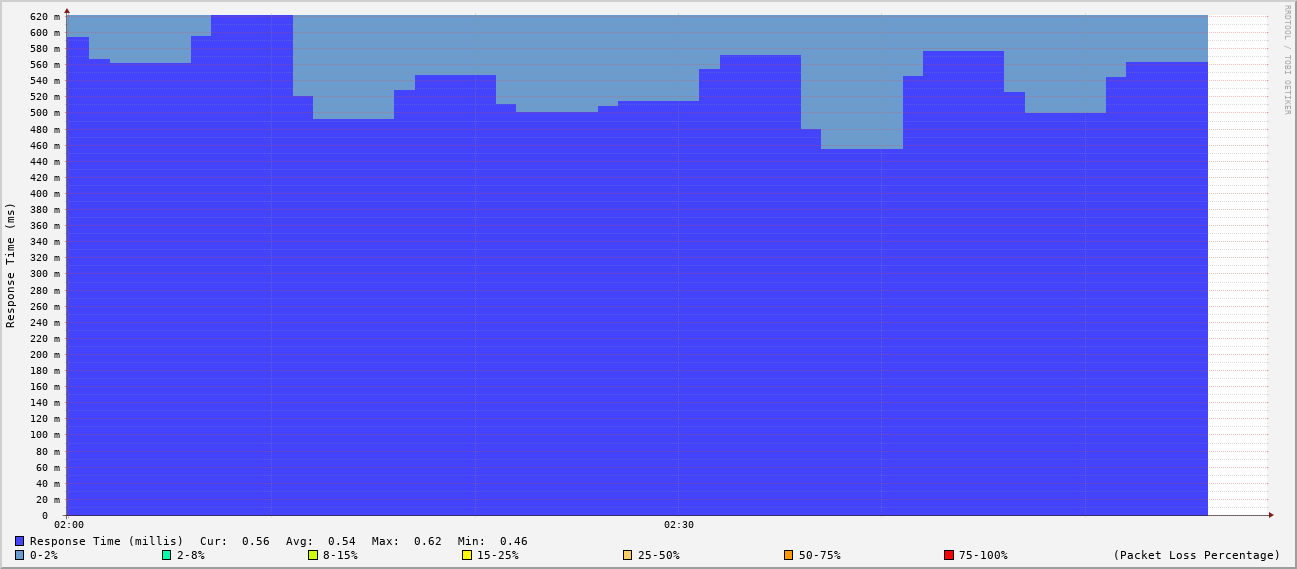 RRDTOOL / TOBI OETIKER
Response Time (ms)
620 m
600 m
580 m
560 m
540 m
520 m
500 m
480 m
460 m
440 m
420 m
400 m
380 m
360 m
340 m
320 m
300 m
280 m
260 m
240 m
220 m
200 m
180 m
160 m
140 m
120 m
100 m
80 m
60 m
40 m
20 m
0
02:00 02:30
Response Time (millis) Cur: 0.56 Avg: 0.54 Max: 0.62 Min: 0.46
0-2% 2-8% 8-15% 15-25% 25-50% 50-75% 75-100% (Packet Loss Percentage)